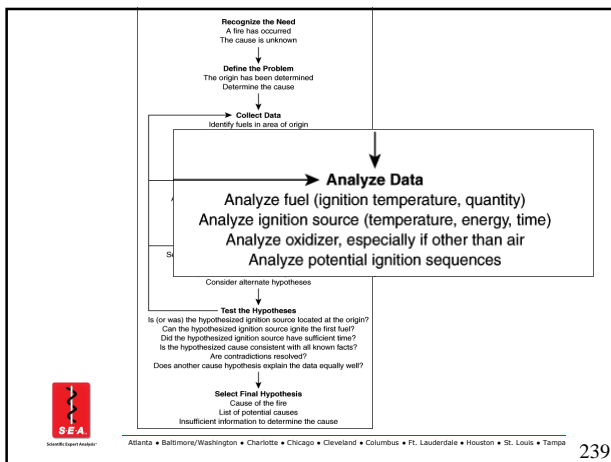 Recognize the Need
A fire has occurred
The cause is unknown
Define the Problem
The origin has been determined
Determine the cause
Collect Data
Identify fuels in area of origin
Analyze Data
Analyze fuel (ignition temperature, quantity)
Analyze ignition source (temperature, energy, time)
Analyze oxidizer, especially if other than air
Analyze potential ignition sequences
Consider alternate hypotheses
Test the Hypotheses
Is (or was) the hypothesized ignition source located at the origin?
Can the hypothesized ignition source ignite the first fuel?
Did the hypothesized ignition source have sufficient time?
Is the hypothesized cause consistent with all known facts?
Are contradictions resolved?
Does another cause hypothesis explain the data equally well?
Select Final Hypothesis
Cause of the fire
List of potential causes
Insufficient information to determine the cause
S·E·A
Scientific Expert Analysis
Atlanta • Baltimore/Washington • Charlotte • Chicago • Cleveland • Columbus • Ft. Lauderdale • Houston • St. Louis • Tampa
239